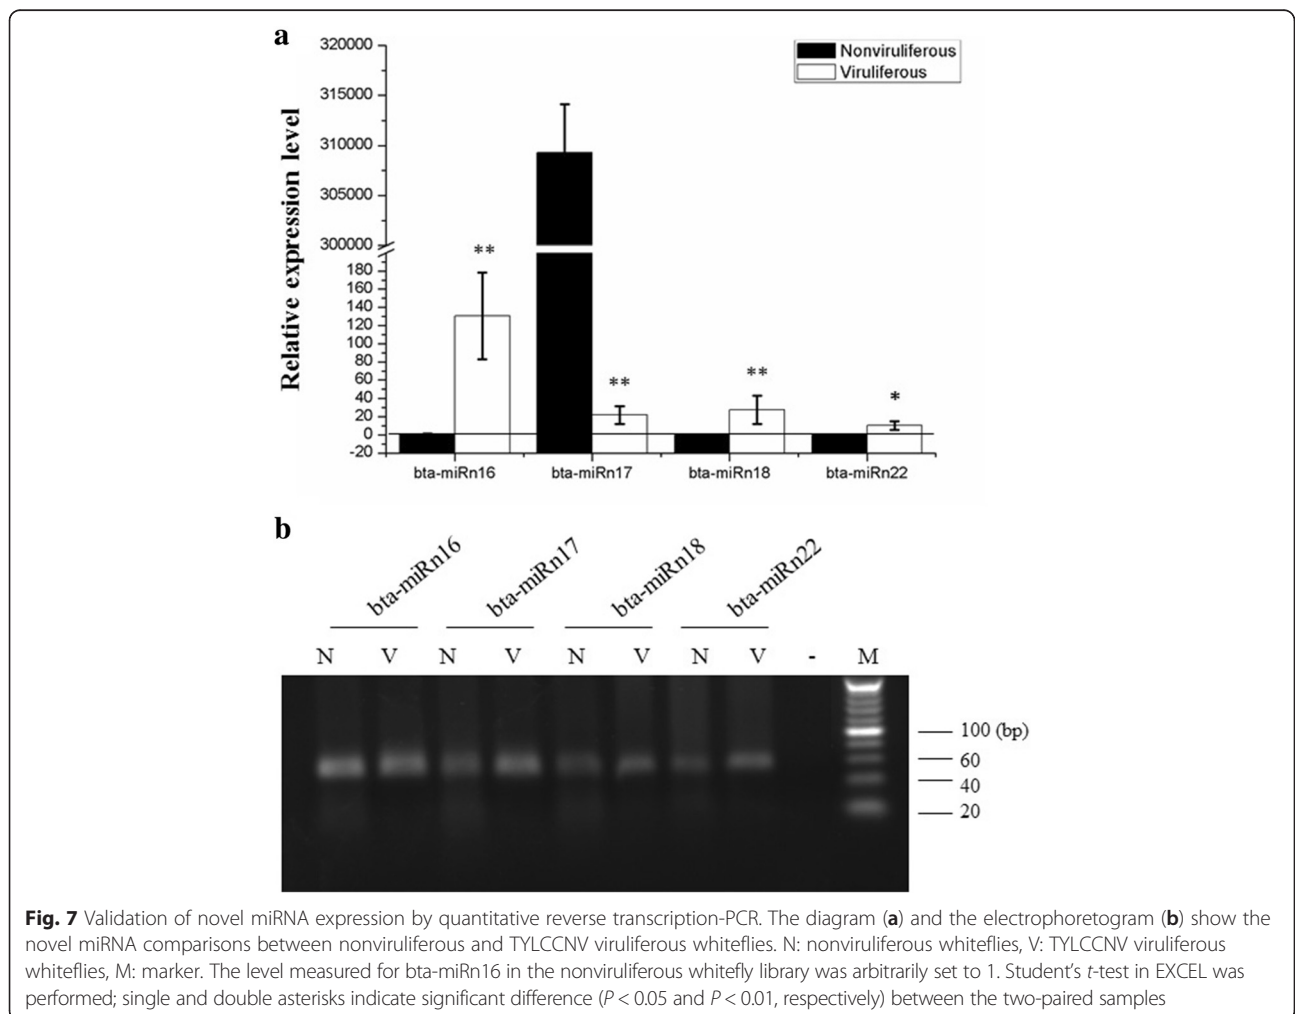 a
Nonviruliferous
Viruliferous
Relative expression level
320000
315000
310000
305000
300000
180
160
140
120
100
80
60
40
20
0
-20
**
**
**
*
bta-miRn16
bta-miRn17
bta-miRn18
bta-miRn22
b
bta-miRn16
bta-miRn17
bta-miRn18
bta-miRn22
N V N V N V N V - M
100 (bp)
60
40
20
Fig. 7 Validation of novel miRNA expression by quantitative reverse transcription-PCR. The diagram (a) and the electrophoretogram (b) show the
novel miRNA comparisons between nonviruliferous and TYLCCNV viruliferous whiteflies. N: nonviruliferous whiteflies, V: TYLCCNV viruliferous
whiteflies, M: marker. The level measured for bta-miRn16 in the nonviruliferous whitefly library was arbitrarily set to 1. Student's t-test in EXCEL was
performed; single and double asterisks indicate significant difference (P < 0.05 and P < 0.01, respectively) between the two-paired samples